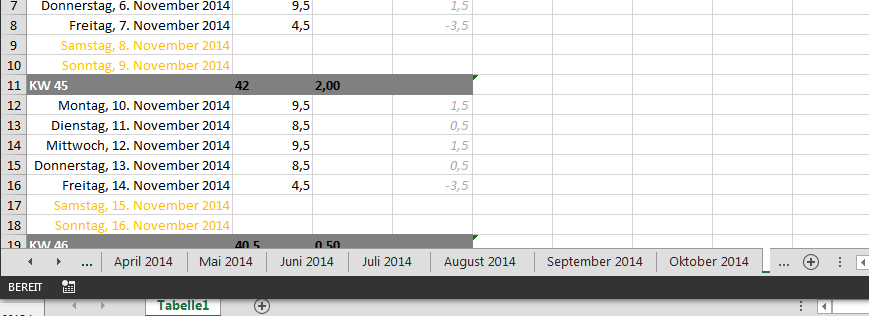 7 Donnerstag, 6. November 2014 9,5 1,5
8 Freitag, 7. November 2014 4,5 -3,5
9 Samstag, 8. November 2014
10 Sonntag, 9. November 2014
11 KW 45 42 2,00
12 Montag, 10. November 2014 9,5 1,5
13 Dienstag, 11. November 2014 8,5 0,5
14 Mittwoch, 12. November 2014 9,5 1,5
15 Donnerstag, 13. November 2014 8,5 0,5
16 Freitag, 14. November 2014 4,5 -3,5
17 Samstag, 15. November 2014
18 Sonntag, 16. November 2014
19 KW 46 40,5 0,50
... April 2014 Mai 2014 Juni 2014 Juli 2014 August 2014 September 2014 Oktober 2014 ...
BEREIT
Tabelle1